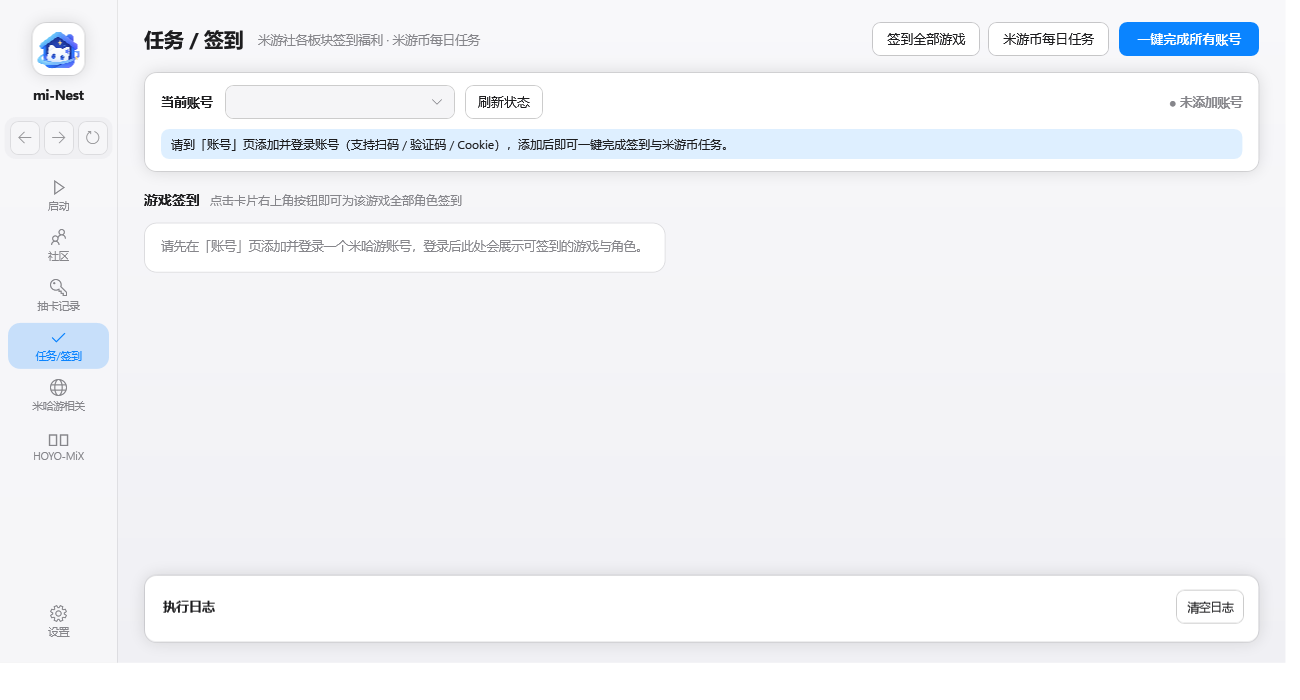 mi-Nest
启动
社区
抽卡记录
任务/签到
米哈游相关
HOYO-MiX
设置
任务 / 签到 米游社各板块签到福利 · 米游币每日任务 签到全部游戏 米游币每日任务 一键完成所有账号
当前账号 刷新状态 ● 未添加账号
请到「账号」页添加并登录账号（支持扫码 / 验证码 / Cookie），添加后即可一键完成签到与米游币任务。
游戏签到 点击卡片右上角按钮即可为该游戏全部角色签到
请先在「账号」页添加并登录一个米哈游账号，登录后此处会展示可签到的游戏与角色。
执行日志 清空日志